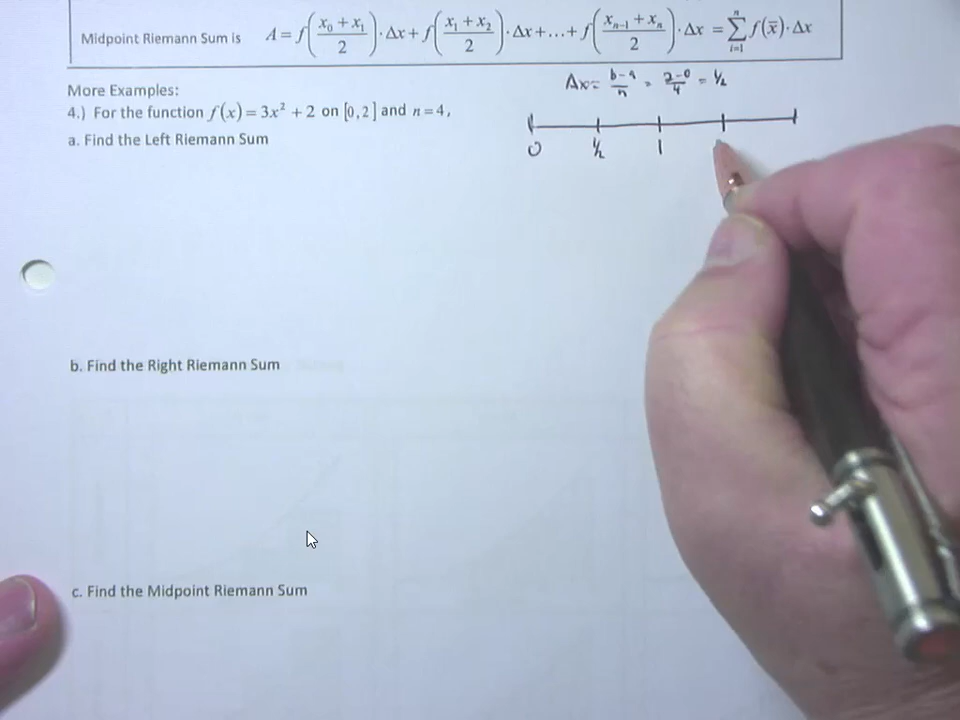 Midpoint Riemann Sum is A = f((x₀ + x₁)/2)·Δx + f((x₁ + x₂)/2)·Δx + ... + f((xₙ₋₁ + xₙ)/2)·Δx = ∑ᵢ₌₁ⁿ f(x̄)·Δx
Δx = (b-a)/n = (2-0)/4 = 1/2
More Examples:
4.) For the function f(x) = 3x² + 2 on [0,2] and n = 4,
a. Find the Left Riemann Sum
0 1/2 1
b. Find the Right Riemann Sum
c. Find the Midpoint Riemann Sum